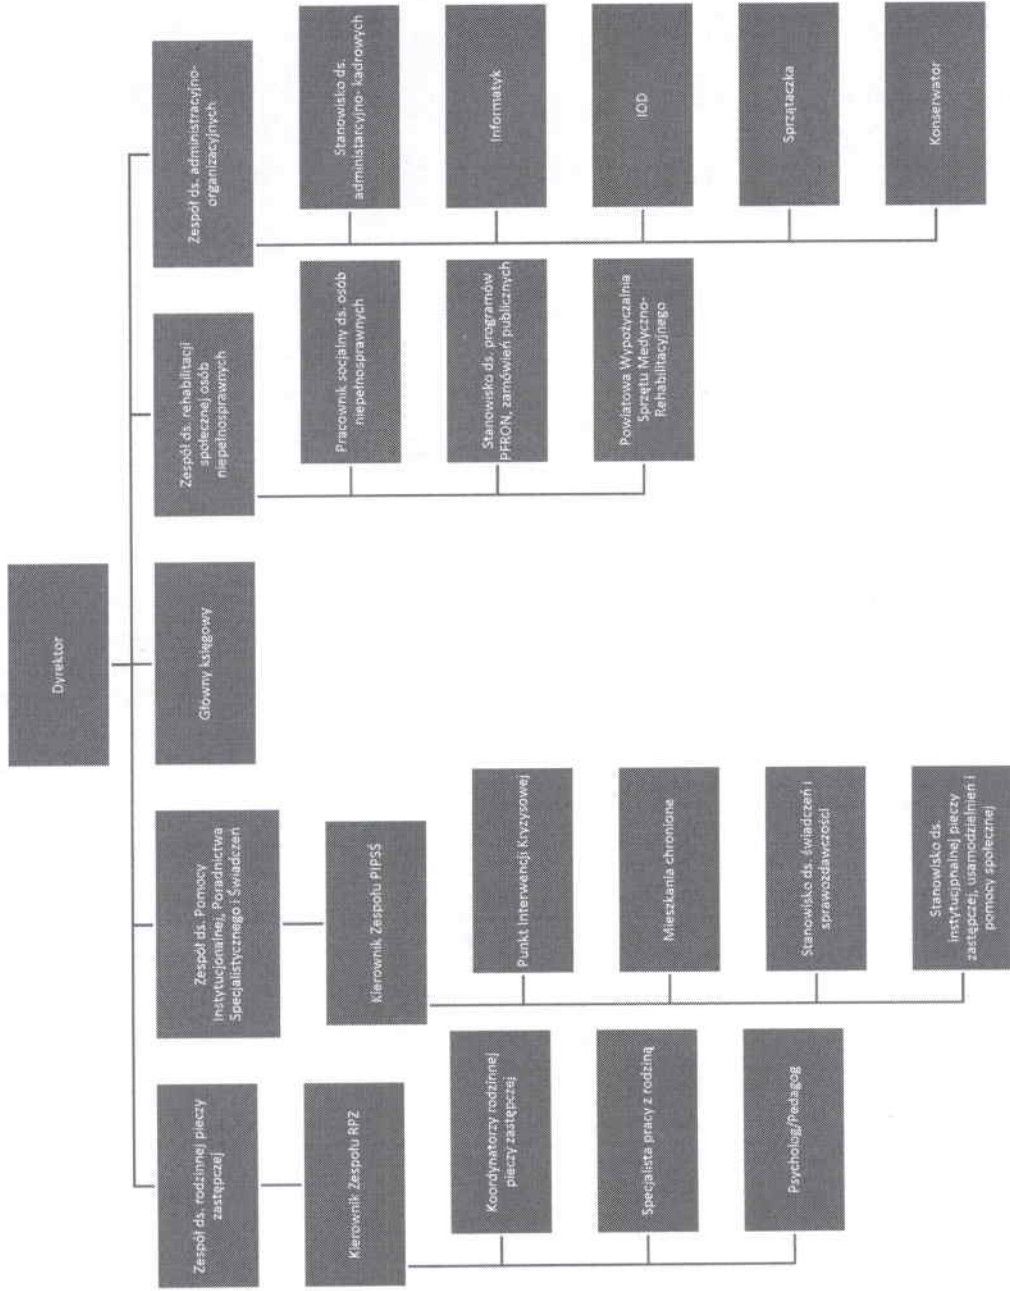 Dyrektor
Zespół ds. rodzinnej pieczy
zastępczej
Kierownik Zespołu RPZ
Koordynatorzy rodzinnej
pieczy zastępczej
Specjalista pracy z rodziną
Psycholog/Pedagog
Zespół ds. Pomocy
Instytucjonalnej, Poradnictwa
Specjalistycznego i Świadczeń
Kierownik Zespołu PIPSŚ
Punkt Interwencji Kryzysowej
Mieszkania chronione
Stanowisko ds. świadczeń i
sprawozdawczości
Stanowisko ds.
instytucjonalnej pieczy
zastępczej, usamodzielnień i
pomocy społecznej
Główny księgowy
Zespół ds. rehabilitacji
społecznej osób
niepełnosprawnych
Pracownik socjalny ds. osób
niepełnosprawnych
Stanowisko ds. programów
PFRON, zamówień publicznych
Powiatowa Wypożyczalnia
Sprzętu Medyczno-
Rehabilitacyjnego
Zespół ds. administracyjno-
organizacyjnych
Stanowisko ds.
administarcyjno- kadrowych
Informatyk
IOD
Sprzątaczka
Konserwator